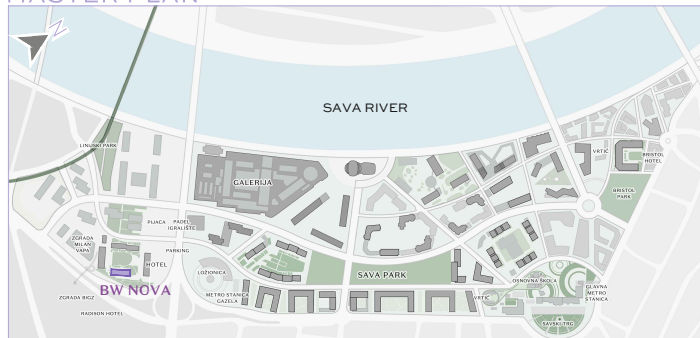 MASTER PLAN
N
SAVA RIVER
LINIJSKI PARK
GALERIJA
VRTIĆ
BRISTOL
HOTEL
BRISTOL
PARK
PIJACA
PADEL
IGRALIŠTE
ZGRADA
MILAN
VAPA
HOTEL
PARKING
LOŽIONICA
SAVA PARK
BW NOVA
METRO STANICA
GAZELA
ZGRADA BIGZ
RADISON HOTEL
VRTIĆ
OSNOVNA ŠKOLA
GLAVNA
METRO
STANICA
SAVSKI TRG